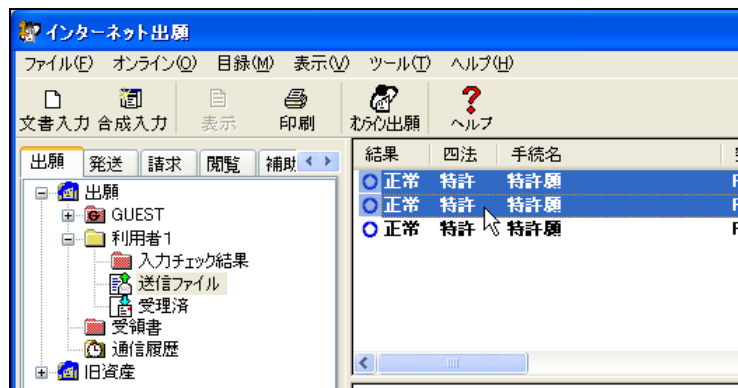 インターネット出願
ファイル(F) オンライン(O) 目録(M) 表示(V) ツール(T) ヘルプ(H)
文書入力 合成入力 表示 印刷 オンライン出願 ヘルプ
出願 発送 請求 閲覧 補助
結果 四法 手続名
正常 特許 特許願
正常 特許 特許願
正常 特許 特許願
出願
GUEST
利用者1
入力チェック結果
送信ファイル
受理済
受領書
通信履歴
旧資産